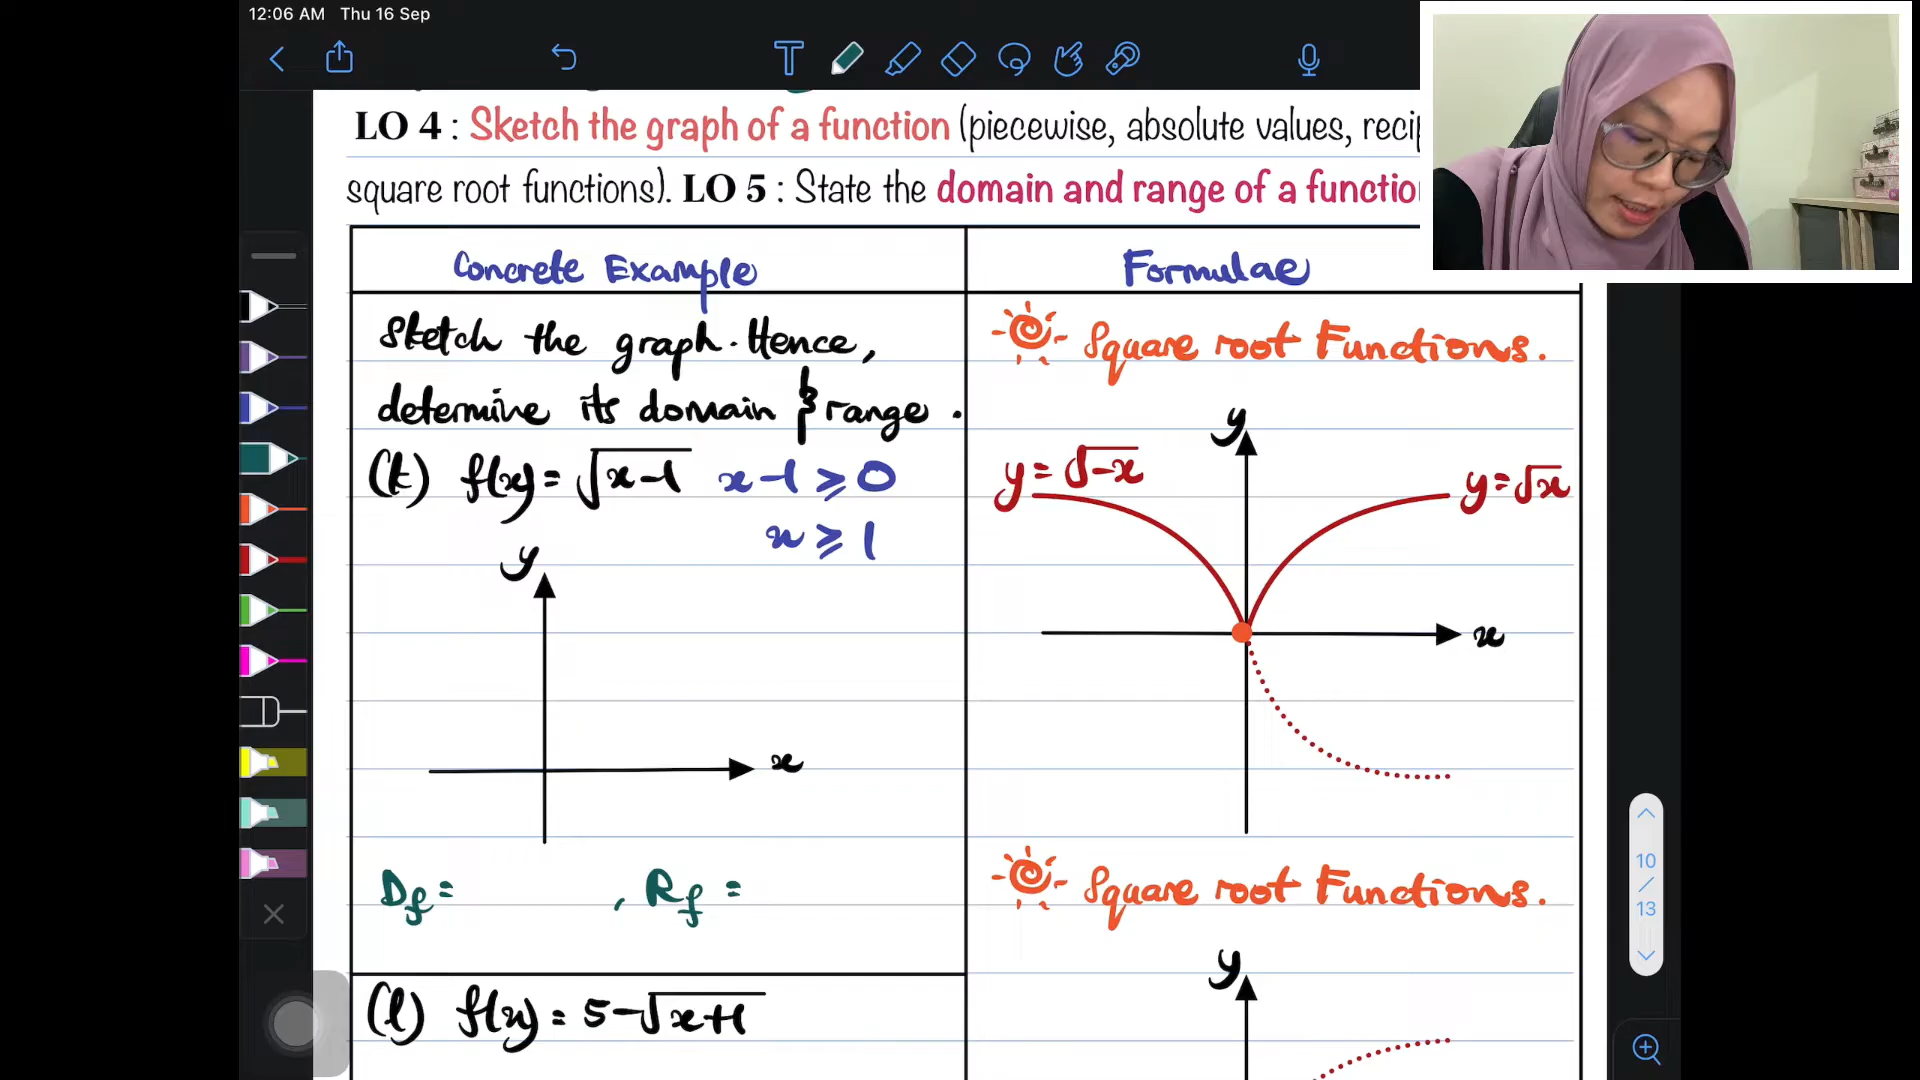 12:06 AM Thu 16 Sep
LO 4 : Sketch the graph of a function (piecewise, absolute values,
square root functions). LO 5 : State the domain and range of a
Concrete Example
Formulae
Sketch the graph. Hence,
determine its domain & range.
(k) f(x) = √x-1 x-1 ≥ 0
x ≥ 1
y
x
Df = , Rf =
(l) f(x) = 5-√x+1
Square root Functions.
y
y = √-x
y = √x
x
Square root Functions.
y
10
/
13